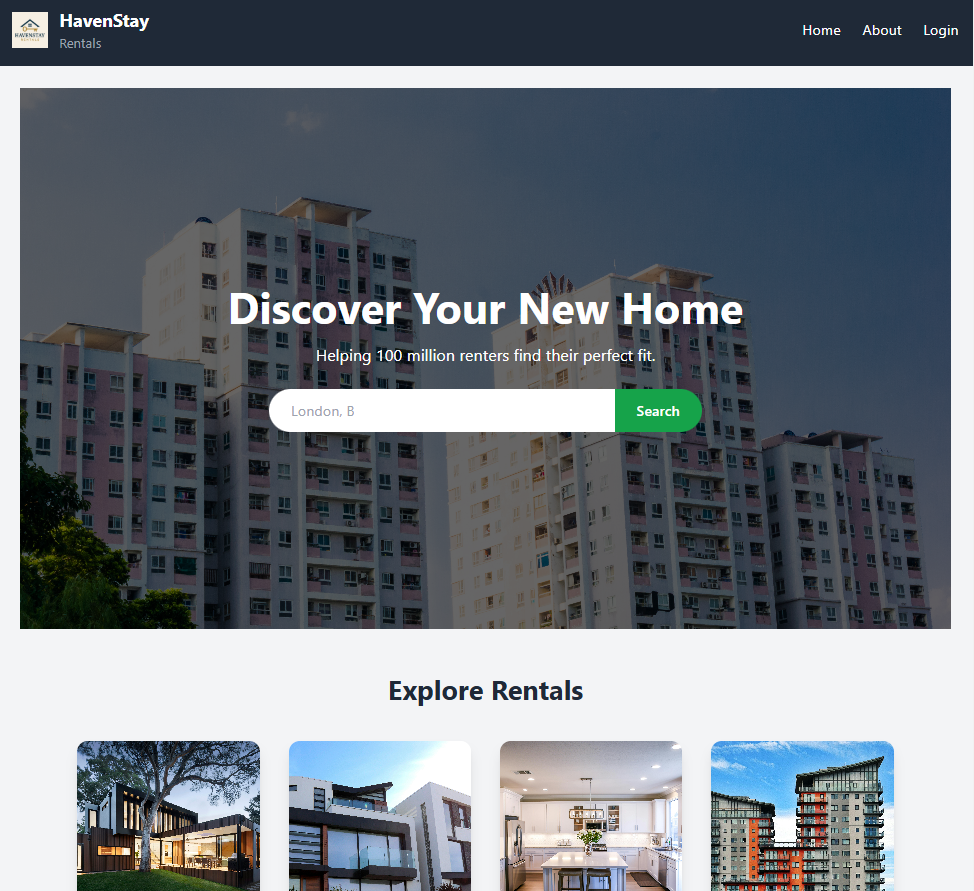 HAVENSTAY
HavenStay
Rentals
Home
About
Login
Discover Your New Home
Helping 100 million renters find their perfect fit.
London, B
Search
Explore Rentals